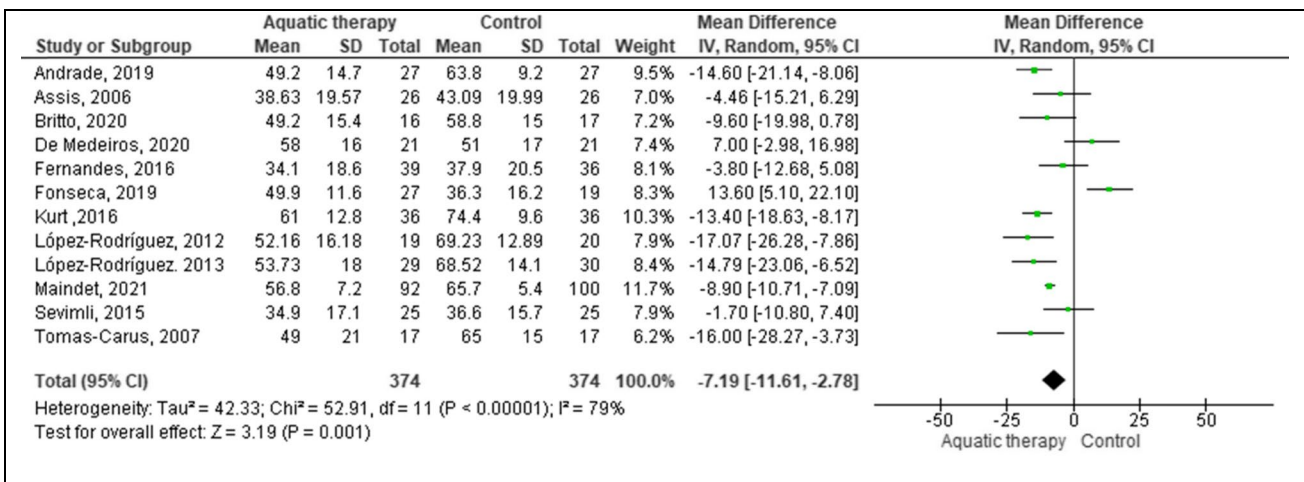 Aquatic therapy Control Mean Difference Mean Difference
Study or Subgroup Mean SD Total Mean SD Total Weight IV, Random, 95% CI IV, Random, 95% CI
Andrade, 2019 49.2 14.7 27 63.8 9.2 27 9.5% -14.60 [-21.14, -8.06]
Assis, 2006 38.63 19.57 26 43.09 19.99 26 7.0% -4.46 [-15.21, 6.29]
Britto, 2020 49.2 15.4 16 58.8 15 17 7.2% -9.60 [-19.98, 0.78]
De Medeiros, 2020 58 16 21 51 17 21 7.4% 7.00 [-2.98, 16.98]
Fernandes, 2016 34.1 18.6 39 37.9 20.5 36 8.1% -3.80 [-12.68, 5.08]
Fonseca, 2019 49.9 11.6 27 36.3 16.2 19 8.3% 13.60 [5.10, 22.10]
Kurt ,2016 61 12.8 36 74.4 9.6 36 10.3% -13.40 [-18.63, -8.17]
López-Rodríguez, 2012 52.16 16.18 19 69.23 12.89 20 7.9% -17.07 [-26.28, -7.86]
López-Rodríguez. 2013 53.73 18 29 68.52 14.1 30 8.4% -14.79 [-23.06, -6.52]
Maindet, 2021 56.8 7.2 92 65.7 5.4 100 11.7% -8.90 [-10.71, -7.09]
Sevimli, 2015 34.9 17.1 25 36.6 15.7 25 7.9% -1.70 [-10.80, 7.40]
Tomas-Carus, 2007 49 21 17 65 15 17 6.2% -16.00 [-28.27, -3.73]
Total (95% CI) 374 374 100.0% -7.19 [-11.61, -2.78]
Heterogeneity: Tau² = 42.33; Chi² = 52.91, df = 11 (P < 0.00001); I² = 79%
Test for overall effect: Z = 3.19 (P = 0.001)
-50 -25 0 25 50
Aquatic therapy Control